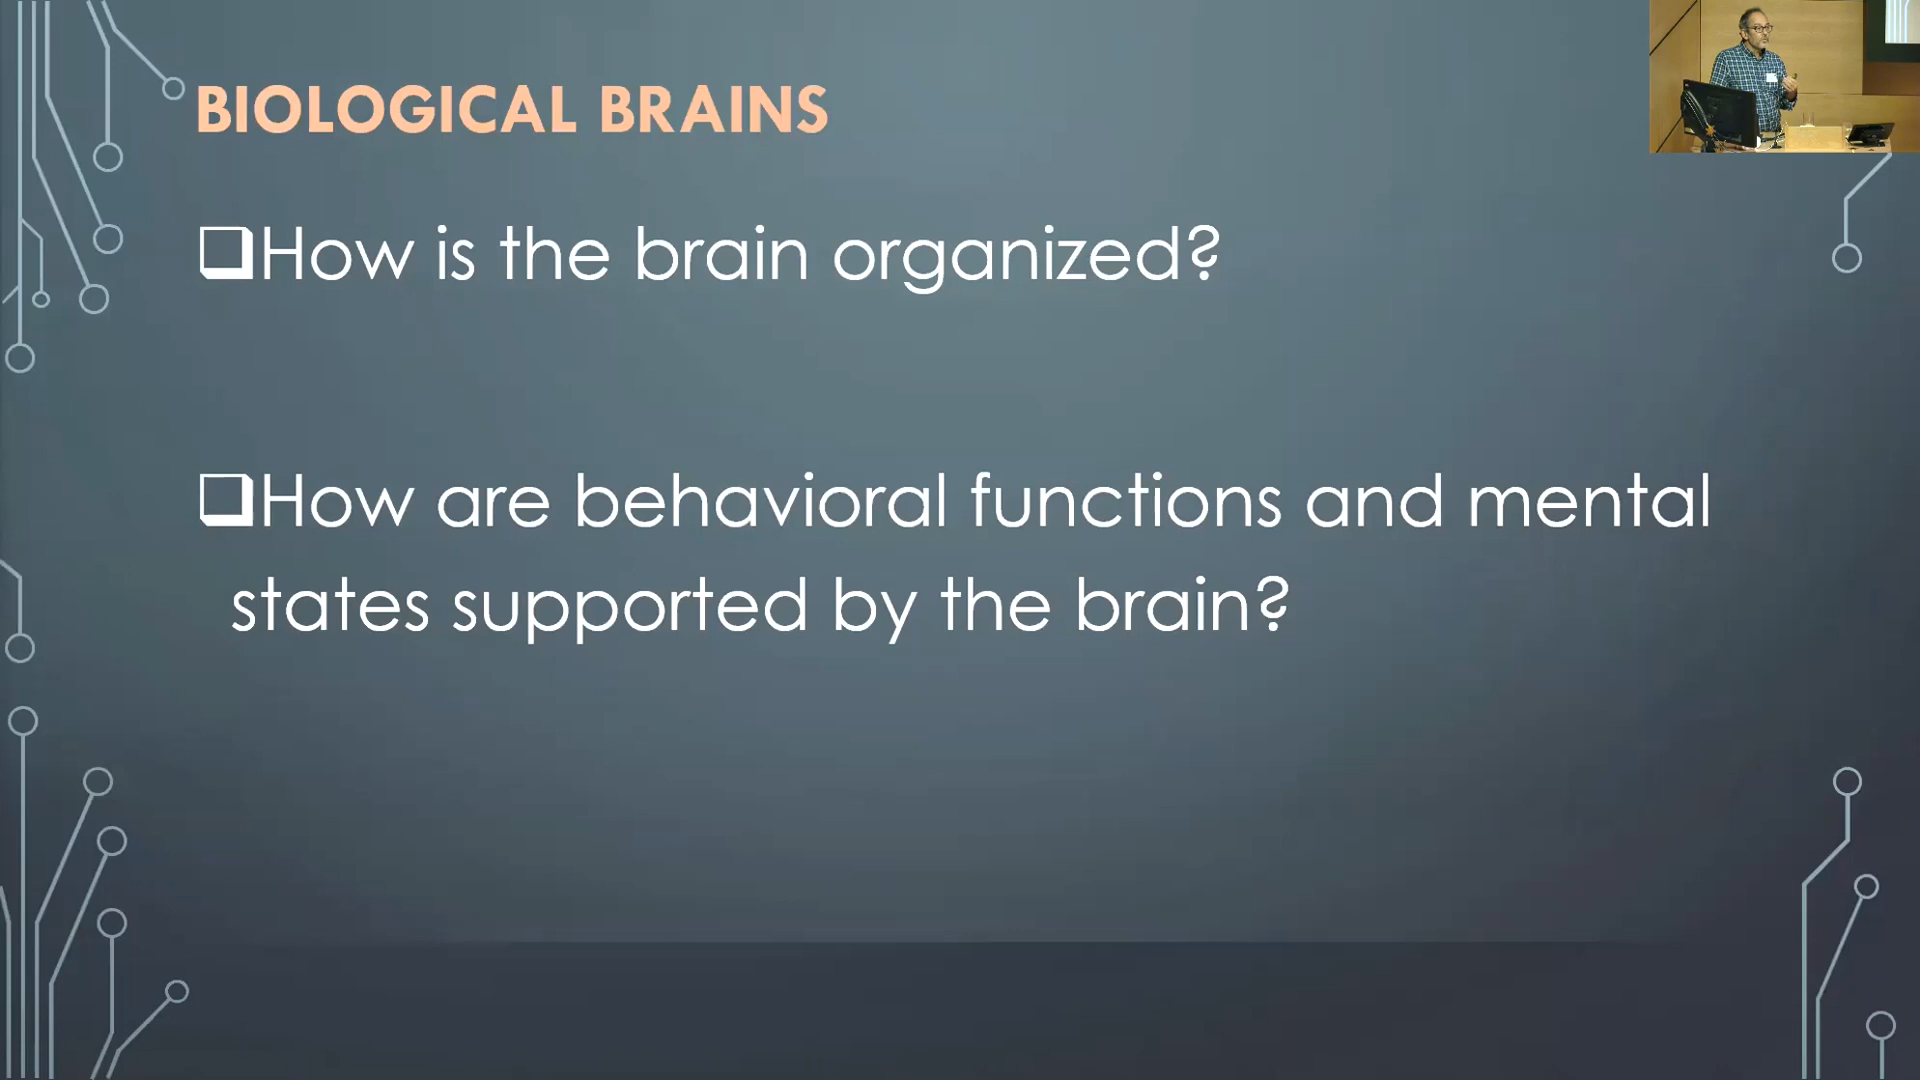 BIOLOGICAL BRAINS
❑How is the brain organized?
❑How are behavioral functions and mental
states supported by the brain?